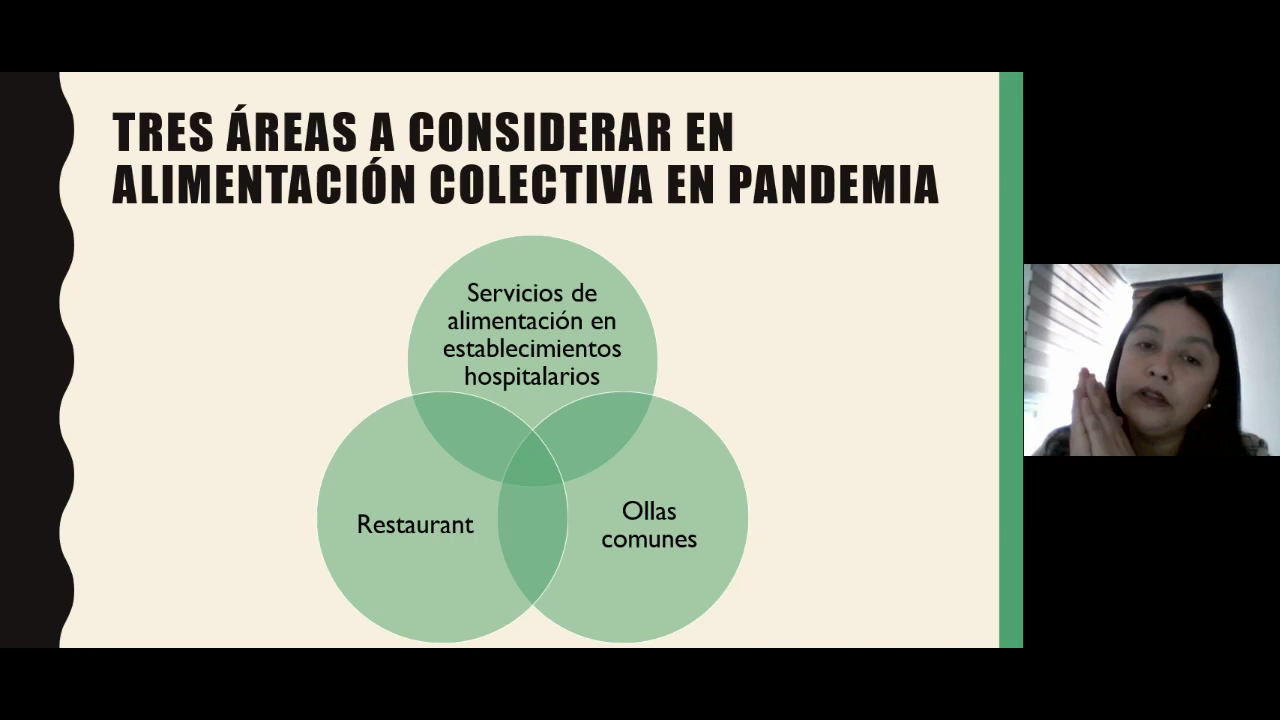 TRES ÁREAS A CONSIDERAR EN
ALIMENTACIÓN COLECTIVA EN PANDEMIA
Servicios de
alimentación en
establecimientos
hospitalarios
Restaurant
Ollas
comunes